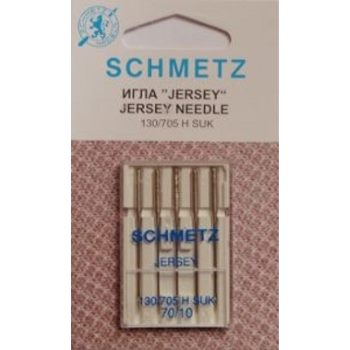 SCHMETZ
ИГЛА "JERSEY"
JERSEY NEEDLE
130/705 H SUK
SCHMETZ
JERSEY
130/705 H SUK
70/10